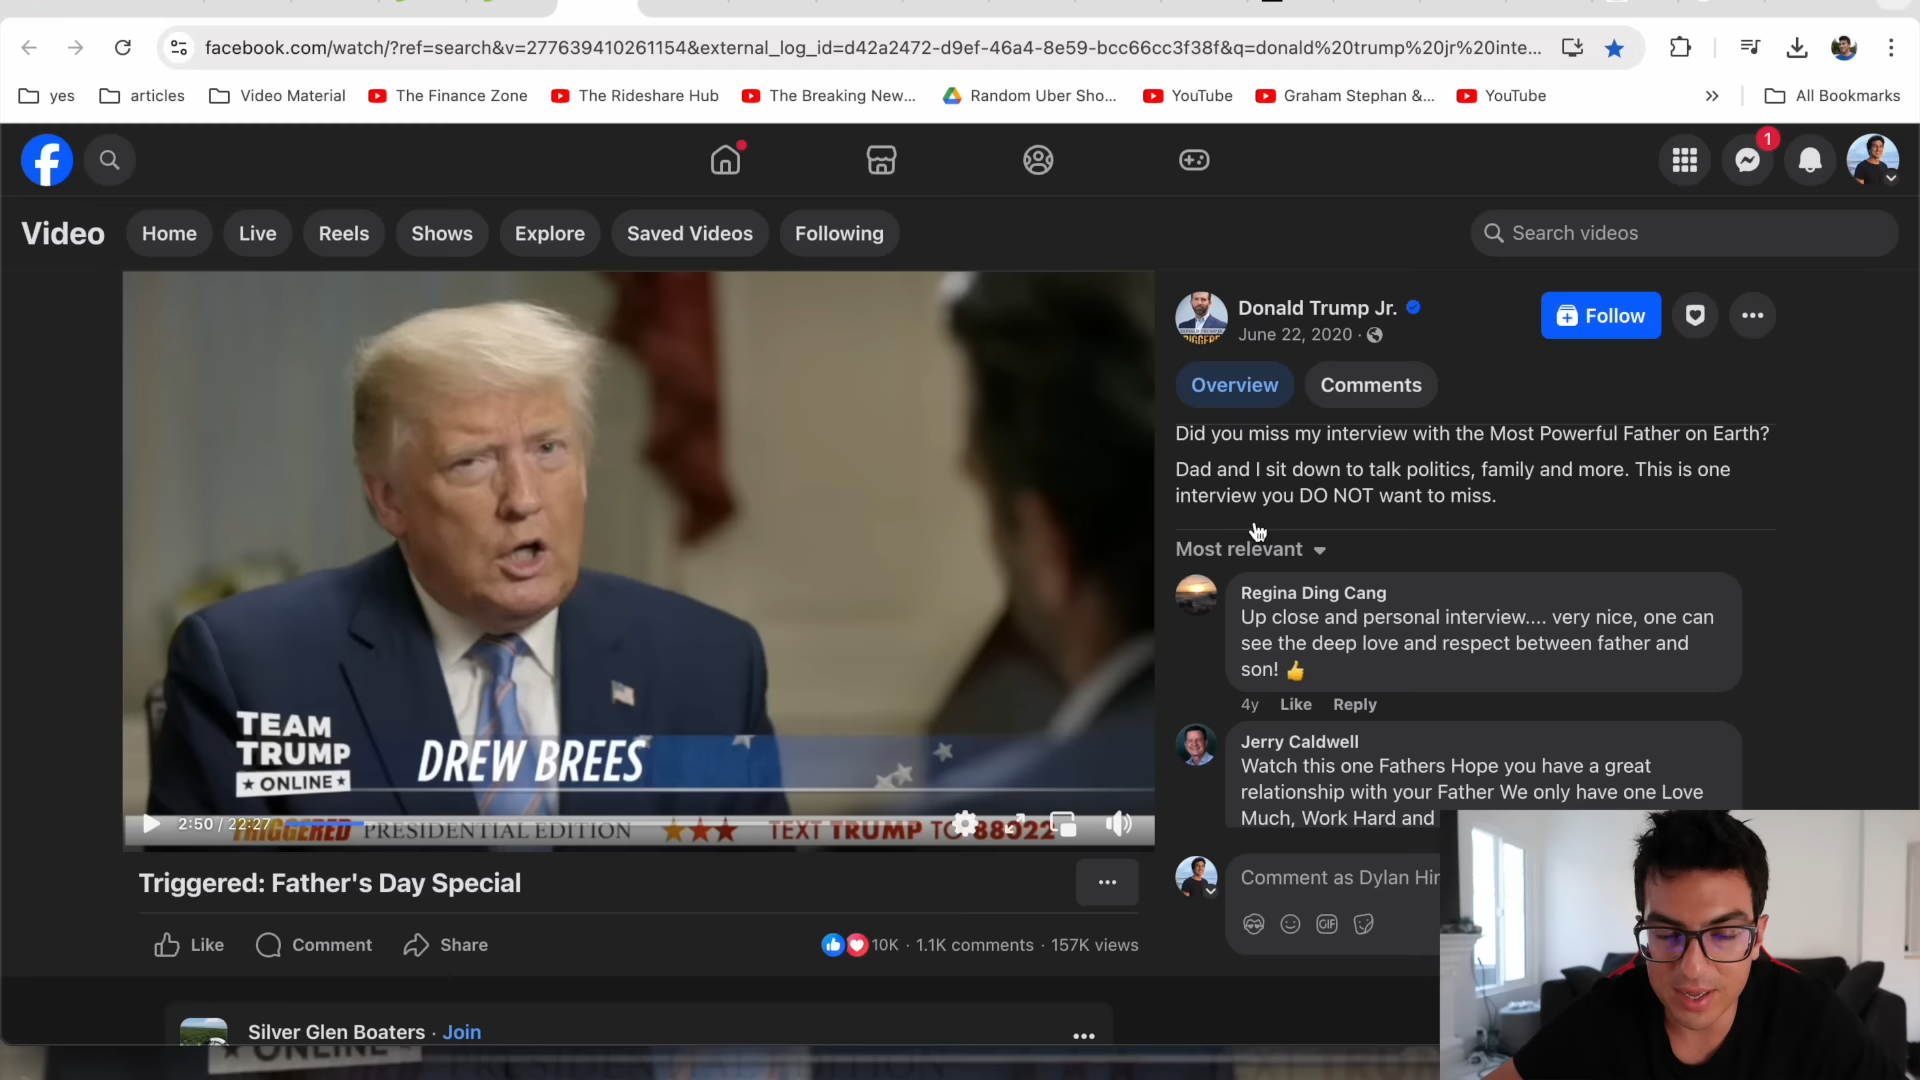 facebook.com/watch/?ref=search&v=277639410261154&external_log_id=d42a2472-d9ef-46a4-8e59-bcc66cc3f38f&q=donald%20trump%20jr%20inte...
yes
articles
Video Material
The Finance Zone
The Rideshare Hub
The Breaking New...
Random Uber Sho...
YouTube
Graham Stephan &...
YouTube
All Bookmarks
1
Video
Home
Live
Reels
Shows
Explore
Saved Videos
Following
Search videos
Donald Trump Jr.
June 22, 2020 ·
Follow
Overview
Comments
Did you miss my interview with the Most Powerful Father on Earth?
Dad and I sit down to talk politics, family and more. This is one
interview you DO NOT want to miss.
Most relevant
Regina Ding Cang
Up close and personal interview.... very nice, one can
see the deep love and respect between father and
son! 👍
4y Like Reply
Jerry Caldwell
Watch this one Fathers Hope you have a great
relationship with your Father We only have one Love
Much, Work Hard and
Comment as Dylan Hir
GIF
TEAM
TRUMP
★ ONLINE ★
DREW BREES
2:50 / 22:27
TRIGGERED PRESIDENTIAL EDITION ★★★ TEXT TRUMP TO 88022
Triggered: Father's Day Special
Like
Comment
Share
10K · 1.1K comments · 157K views
Silver Glen Boaters · Join
ONLINE